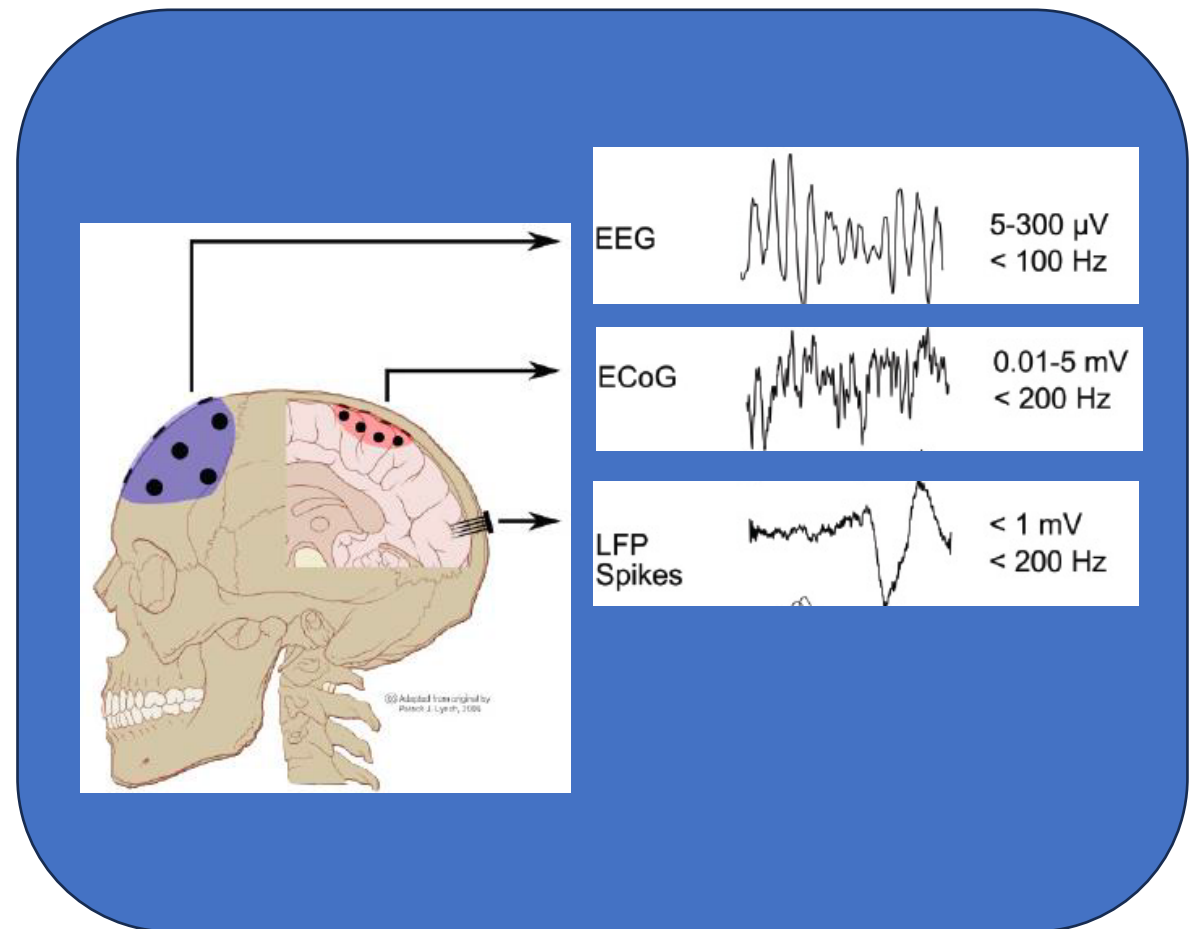 EEG
5-300 µV
< 100 Hz
ECoG
0.01-5 mV
< 200 Hz
LFP
Spikes
< 1 mV
< 200 Hz
Adapted from original by
Patrick J. Lynch, 2006